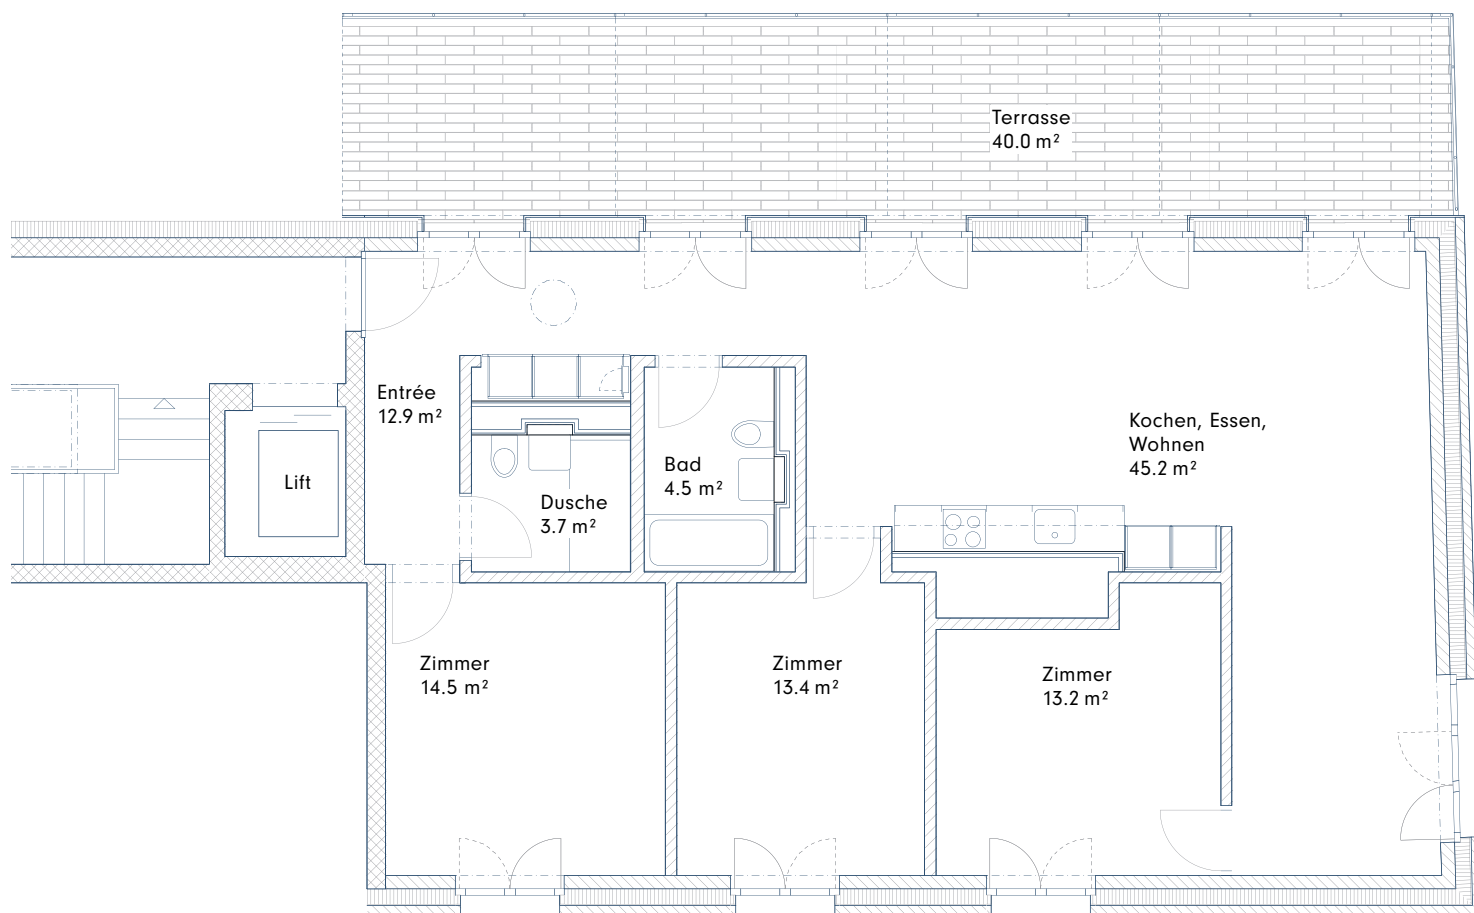 Terrasse
40.0 m²
Entrée
12.9 m²
Kochen, Essen,
Wohnen
45.2 m²
Lift
Bad
4.5 m²
Dusche
3.7 m²
Zimmer
14.5 m²
Zimmer
13.4 m²
Zimmer
13.2 m²